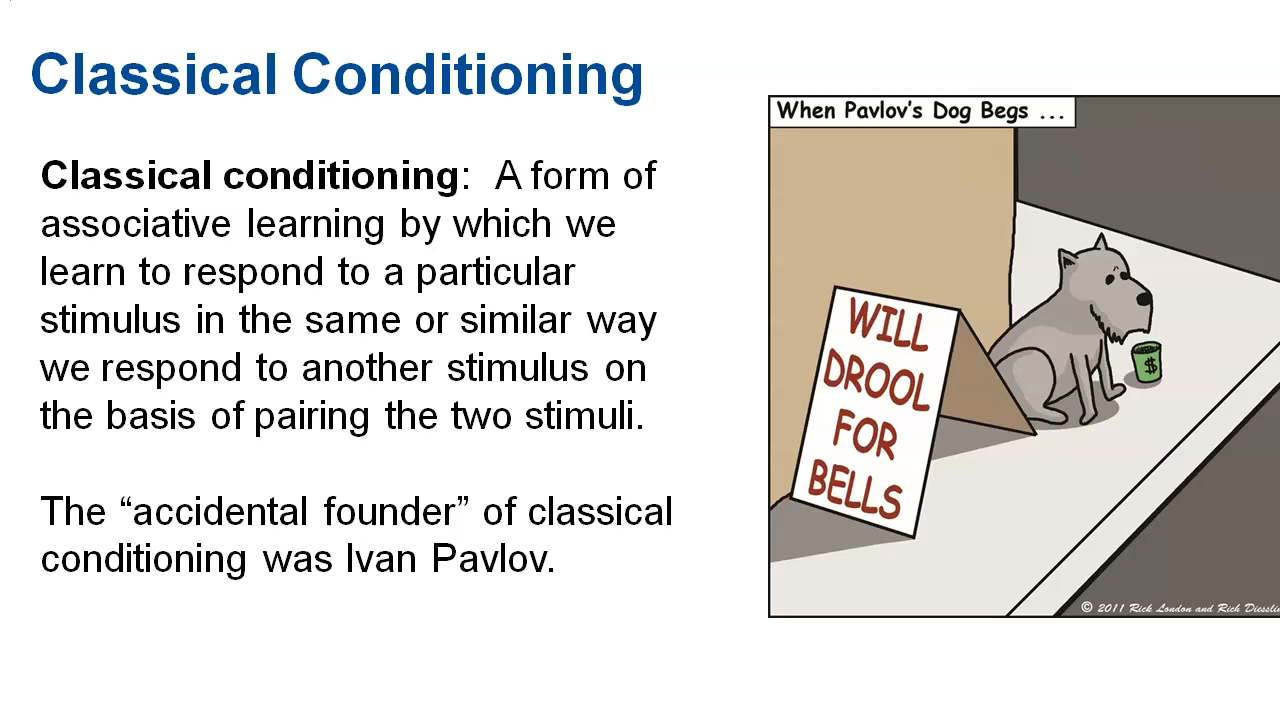 Classical Conditioning
Classical conditioning:  A form of
associative learning by which we
learn to respond to a particular
stimulus in the same or similar way
we respond to another stimulus on
the basis of pairing the two stimuli.
The “accidental founder” of classical
conditioning was Ivan Pavlov.
When Pavlov's Dog Begs ...
WILL
DROOL
FOR
BELLS
$
© 2011 Rick London and Rich